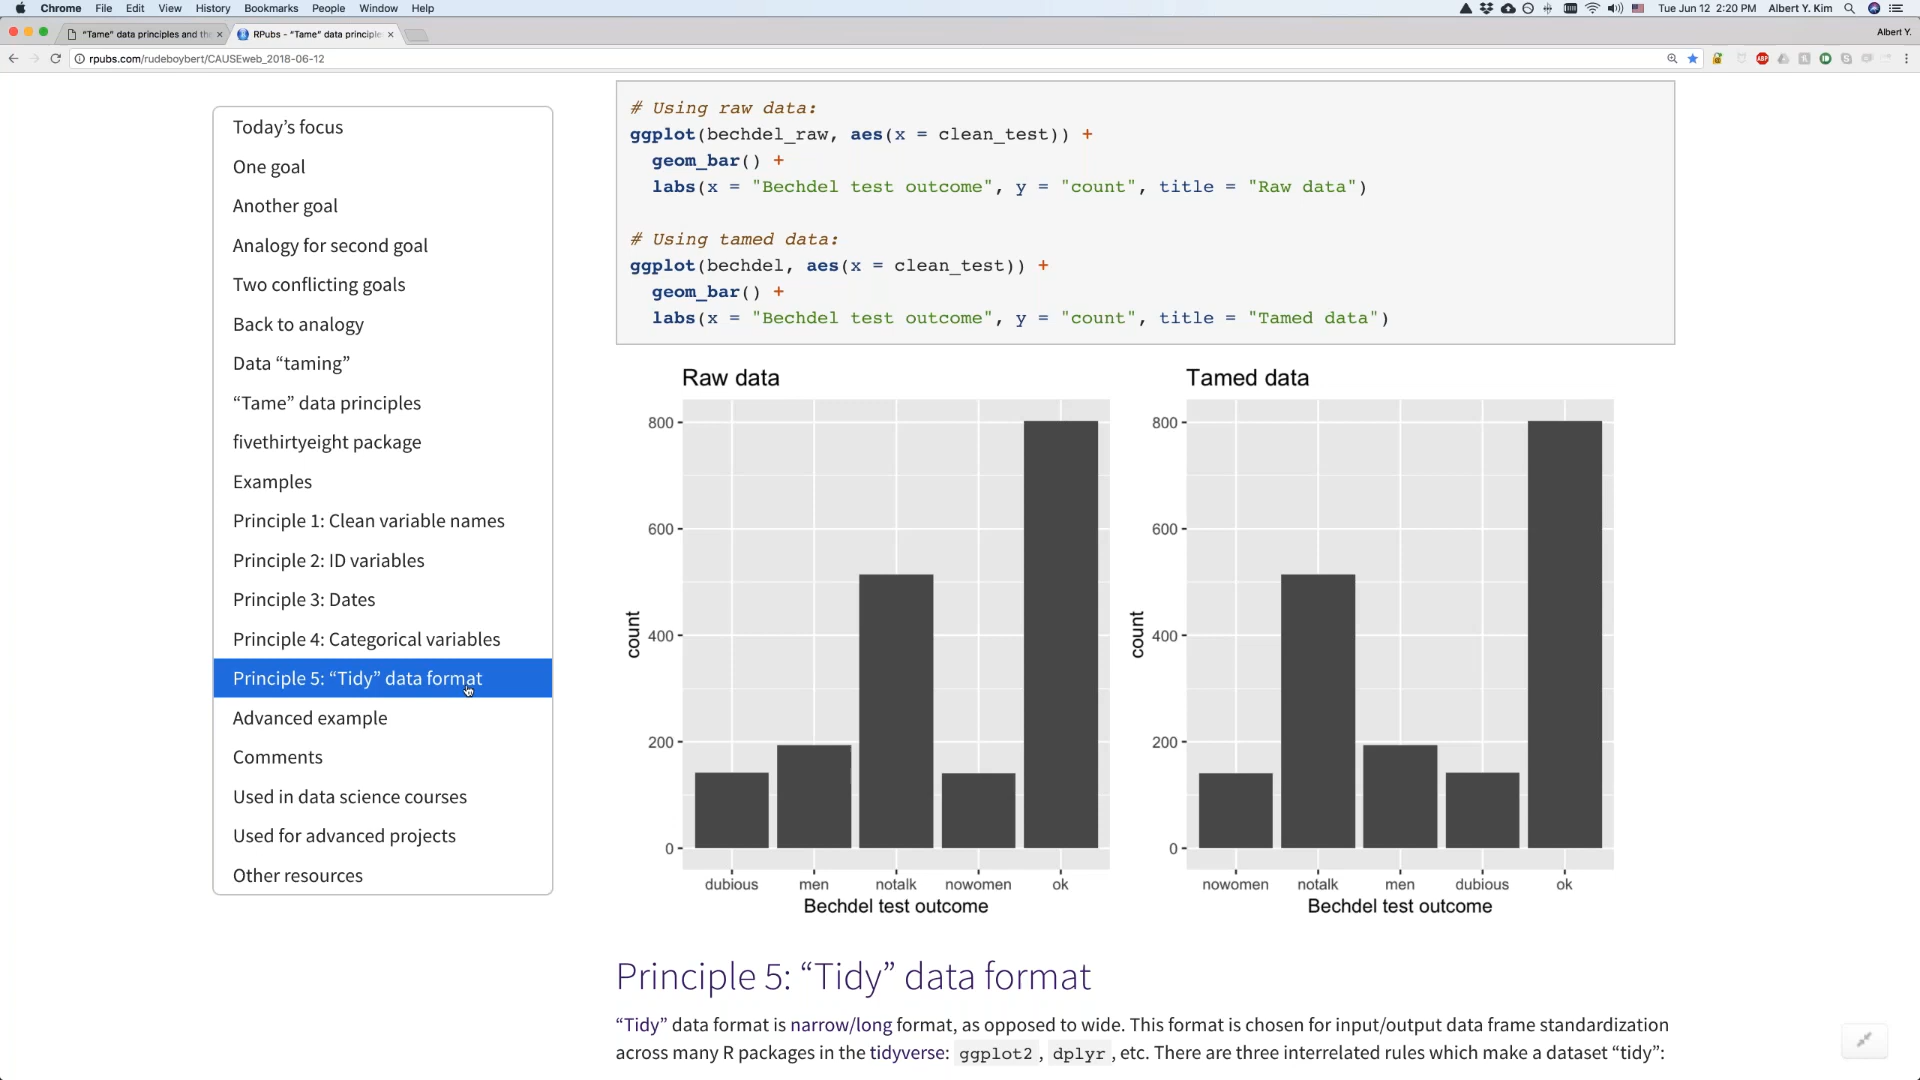 Chrome File Edit View History Bookmarks People Window Help
Tue Jun 12 2:20 PM Albert Y. Kim
"Tame" data principles and th
RPubs - "Tame" data principle
Albert Y.
rpubs.com/rudeboybert/CAUSEweb_2018-06-12
Today's focus
One goal
Another goal
Analogy for second goal
Two conflicting goals
Back to analogy
Data “taming”
“Tame” data principles
fivethirtyeight package
Examples
Principle 1: Clean variable names
Principle 2: ID variables
Principle 3: Dates
Principle 4: Categorical variables
Principle 5: “Tidy” data format
Advanced example
Comments
Used in data science courses
Used for advanced projects
Other resources
# Using raw data:
ggplot(bechdel_raw, aes(x = clean_test)) +
geom_bar() +
labs(x = "Bechdel test outcome", y = "count", title = "Raw data")
# Using tamed data:
ggplot(bechdel, aes(x = clean_test)) +
geom_bar() +
labs(x = "Bechdel test outcome", y = "count", title = "Tamed data")
Raw data
800
600
400
200
0
count
dubious men notalk nowomen ok
Bechdel test outcome
Tamed data
800
600
400
200
0
count
nowomen notalk men dubious ok
Bechdel test outcome
Principle 5: “Tidy” data format
“Tidy” data format is narrow/long format, as opposed to wide. This format is chosen for input/output data frame standardization
across many R packages in the tidyverse: ggplot2, dplyr, etc. There are three interrelated rules which make a dataset “tidy”: